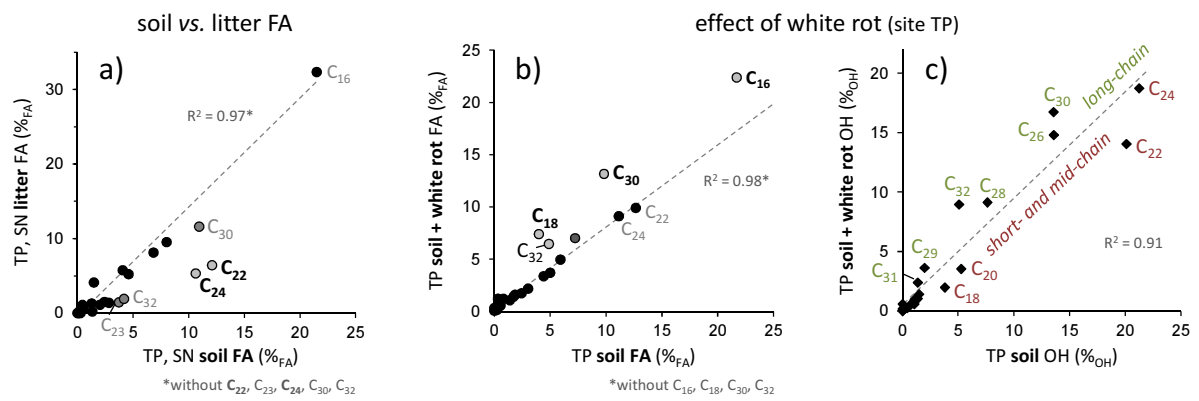 soil vs. litter FA
effect of white rot (site TP)
a)
TP, SN litter FA (%FA)
30
20
10
0
0 5 10 15 20 25
C16
R² = 0.97*
C30
C22
C24
C32
C23
TP, SN soil FA (%FA)
*without C22, C23, C24, C30, C32
b)
TP soil + white rot FA (%FA)
25
20
15
10
5
0
0 5 10 15 20 25
C16
C30
R² = 0.98*
C18
C32
C22
C24
TP soil FA (%FA)
*without C16, C18, C30, C32
c)
TP soil + white rot OH (%OH)
20
15
10
5
0
0 5 10 15 20 25
long-chain
C30
C24
C26
C22
C32
C28
short- and mid-chain
C29
R² = 0.91
C31
C20
C18
TP soil OH (%OH)